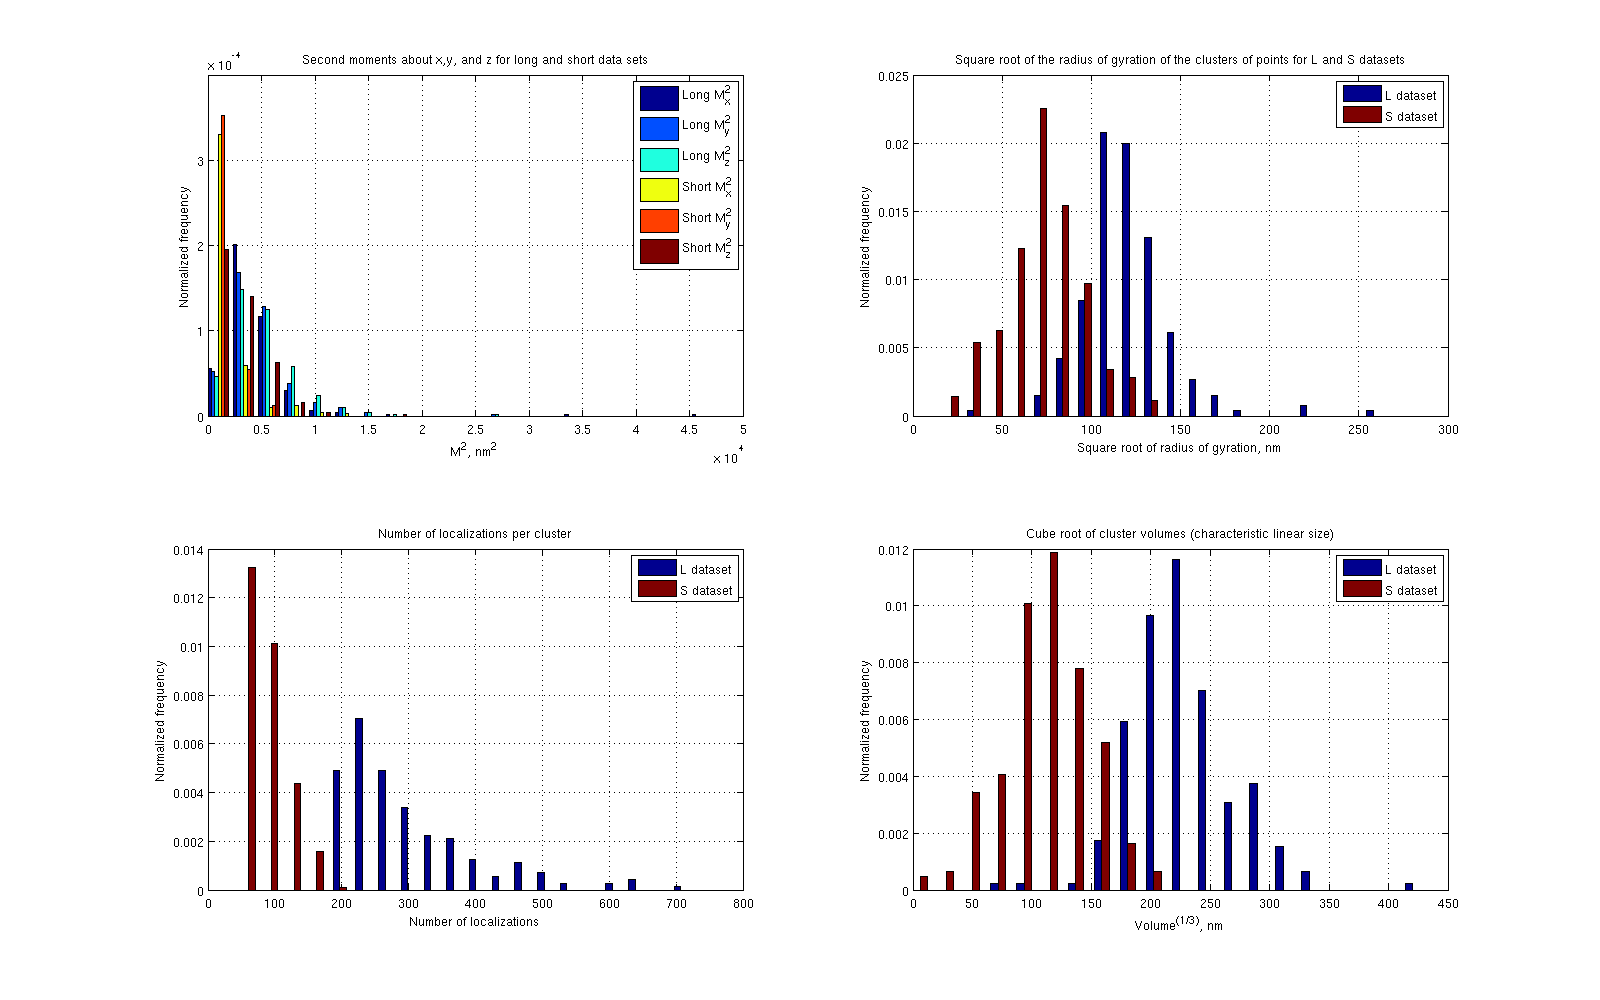 Second moments about x,y, and z for long and short data sets
× 10^-4
Normalized frequency
3
2
1
0
0 0.5 1 1.5 2 2.5 3 3.5 4 4.5 5
M^2, nm^2
× 10^4
Long M_x^2
Long M_y^2
Long M_z^2
Short M_x^2
Short M_y^2
Short M_z^2
Square root of the radius of gyration of the clusters of points for L and S datasets
Normalized frequency
0.025
0.02
0.015
0.01
0.005
0
0 50 100 150 200 250 300
Square root of radius of gyration, nm
L dataset
S dataset
Number of localizations per cluster
Normalized frequency
0.014
0.012
0.01
0.008
0.006
0.004
0.002
0
0 100 200 300 400 500 600 700 800
Number of localizations
L dataset
S dataset
Cube root of cluster volumes (characteristic linear size)
Normalized frequency
0.012
0.01
0.008
0.006
0.004
0.002
0
0 50 100 150 200 250 300 350 400 450
Volume^(1/3), nm
L dataset
S dataset